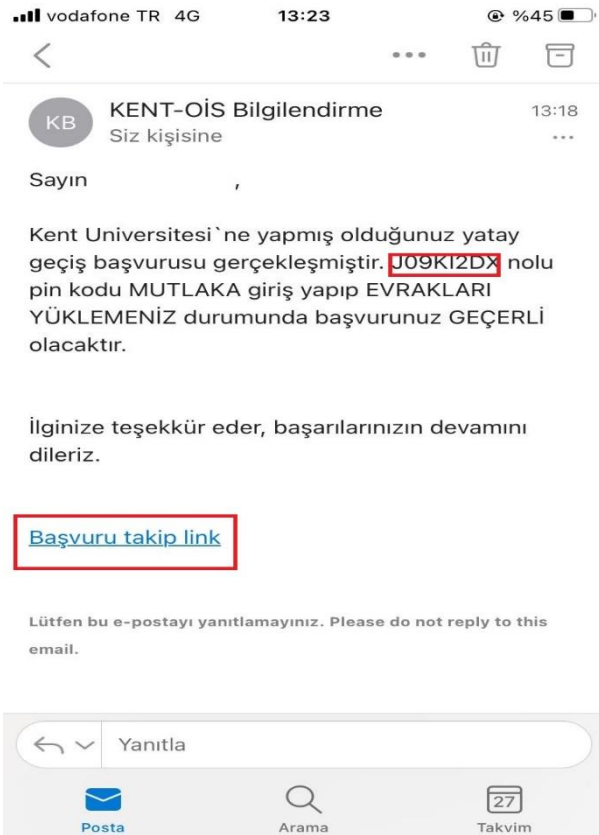 vodafone TR 4G 13:23 %45
KB
KENT-OİS Bilgilendirme 13:18
Siz kişisine
Sayın ,
Kent Universitesi`ne yapmış olduğunuz yatay
geçiş başvurusu gerçekleşmiştir. J09KI2DX nolu
pin kodu MUTLAKA giriş yapıp EVRAKLARI
YÜKLEMENİZ durumunda başvurunuz GEÇERLİ
olacaktır.
İlginize teşekkür eder, başarılarınızın devamını
dileriz.
Başvuru takip link
Lütfen bu e-postayı yanıtlamayınız. Please do not reply to this
email.
Yanıtla
27
Posta Arama Takvim